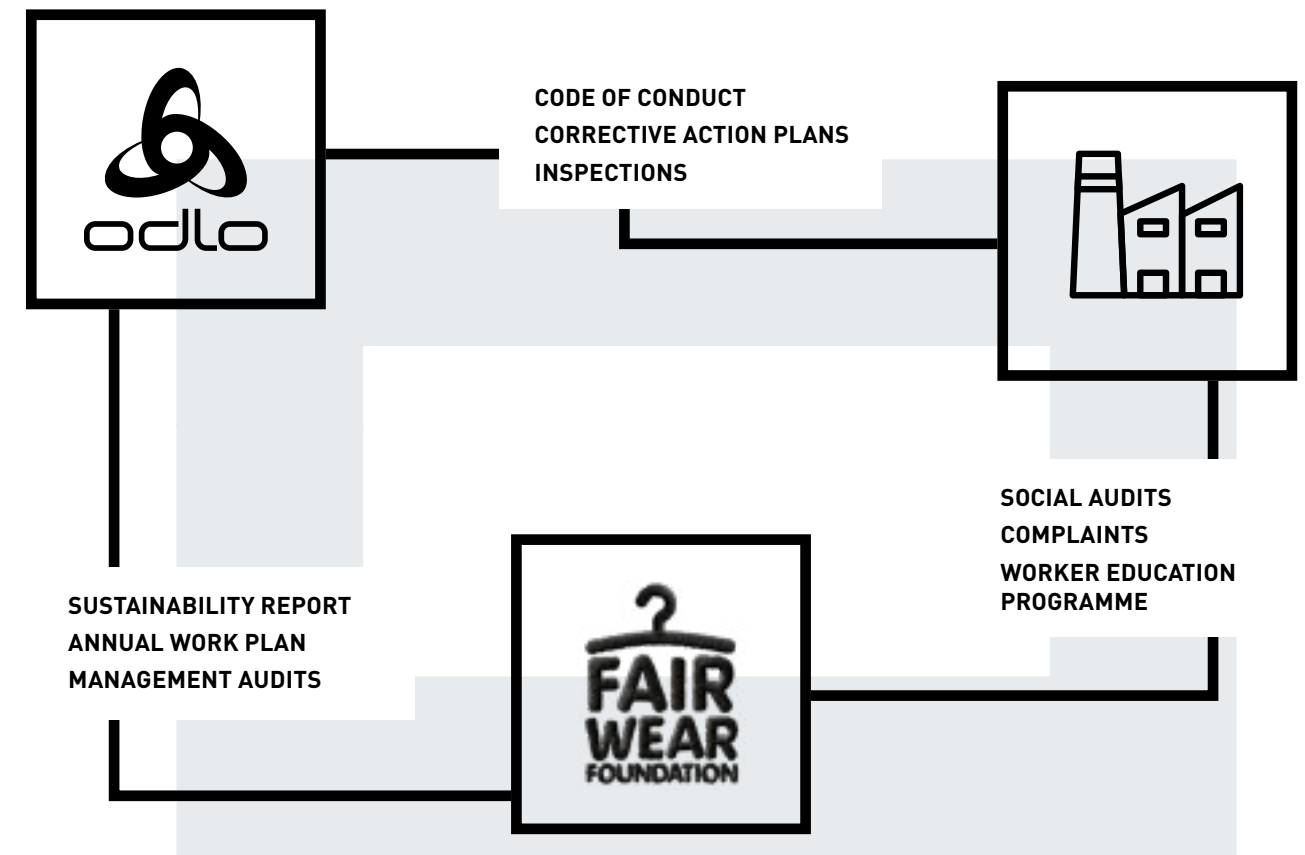 odlo
CODE OF CONDUCT
CORRECTIVE ACTION PLANS
INSPECTIONS
SOCIAL AUDITS
COMPLAINTS
WORKER EDUCATION
PROGRAMME
SUSTAINABILITY REPORT
ANNUAL WORK PLAN
MANAGEMENT AUDITS
FAIR
WEAR
FOUNDATION